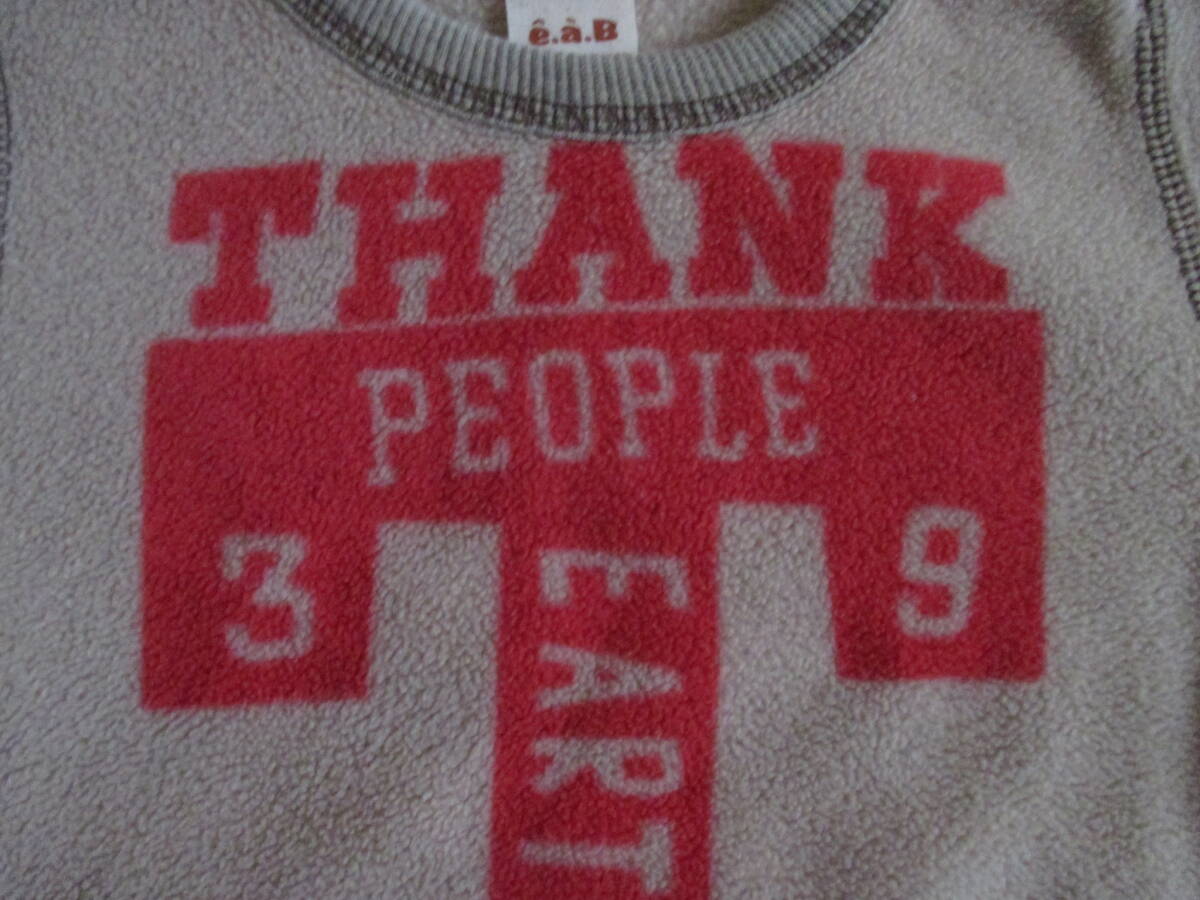 ê.à.B
THANK
PEOPLE
3 9
EART